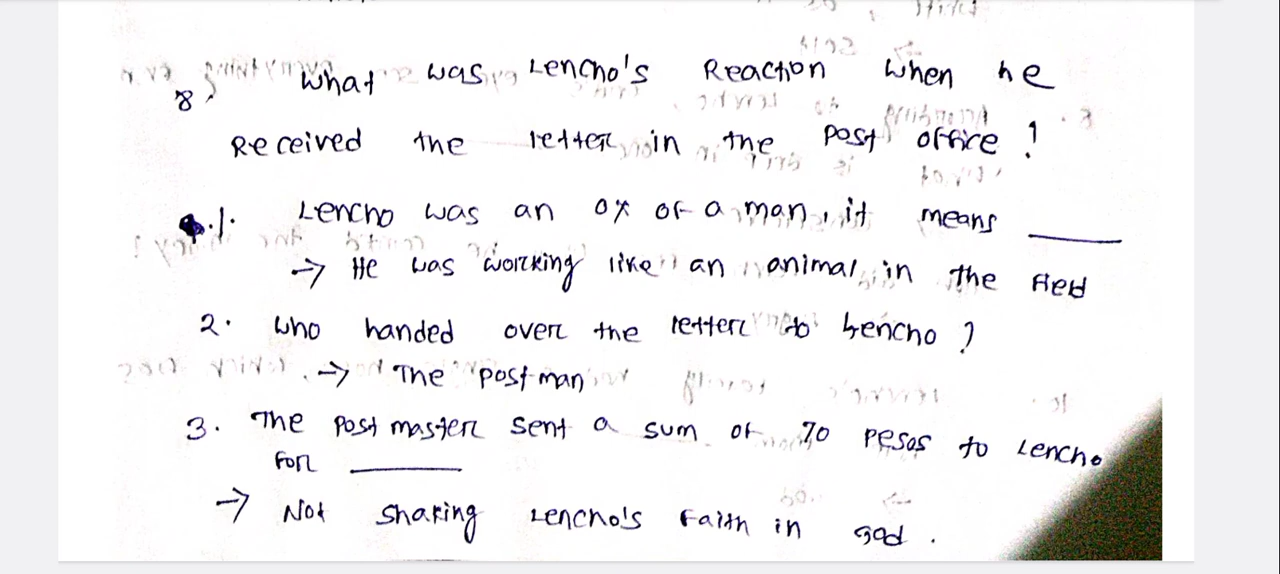 8. What was Lencho's Reaction when he
Received the letter in the post office ?
1. Lencho was an ox of a man, it means ____
→ He was working like an animal in the field
2. Who handed over the letter to Lencho ?
→ The postman
3. The post master sent a sum of 70 pesos to Lencho
for ____
→ Not sharing Lencho's Faith in God.